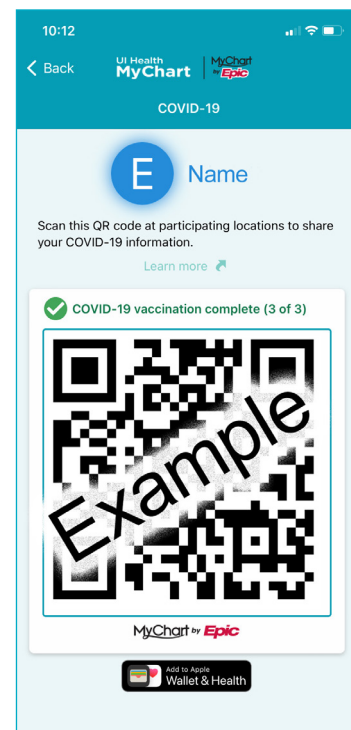 10:12
Back
UI Health
MyChart
MyChart
by Epic
COVID-19
E
Name
Scan this QR code at participating locations to share
your COVID-19 information.
Learn more
COVID-19 vaccination complete (3 of 3)
Example
MyChart by Epic
Add to Apple
Wallet & Health